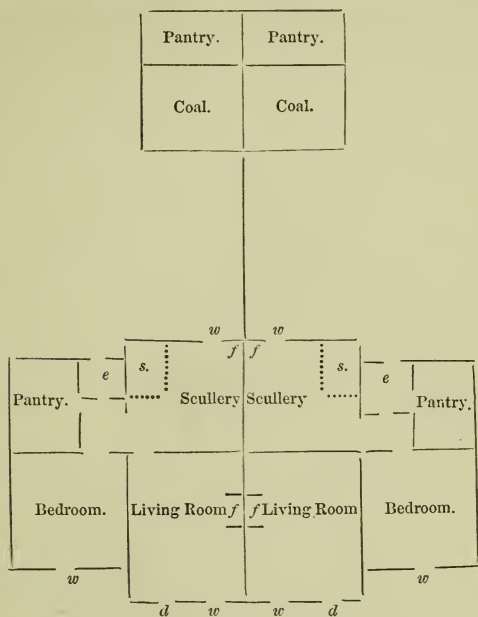 Pantry. Pantry.
Coal. Coal.
w w
f f
e s. s. e
Pantry. Scullery Scullery Pantry.
Bedroom. Living Room f f Living Room Bedroom.
w w
d w w d